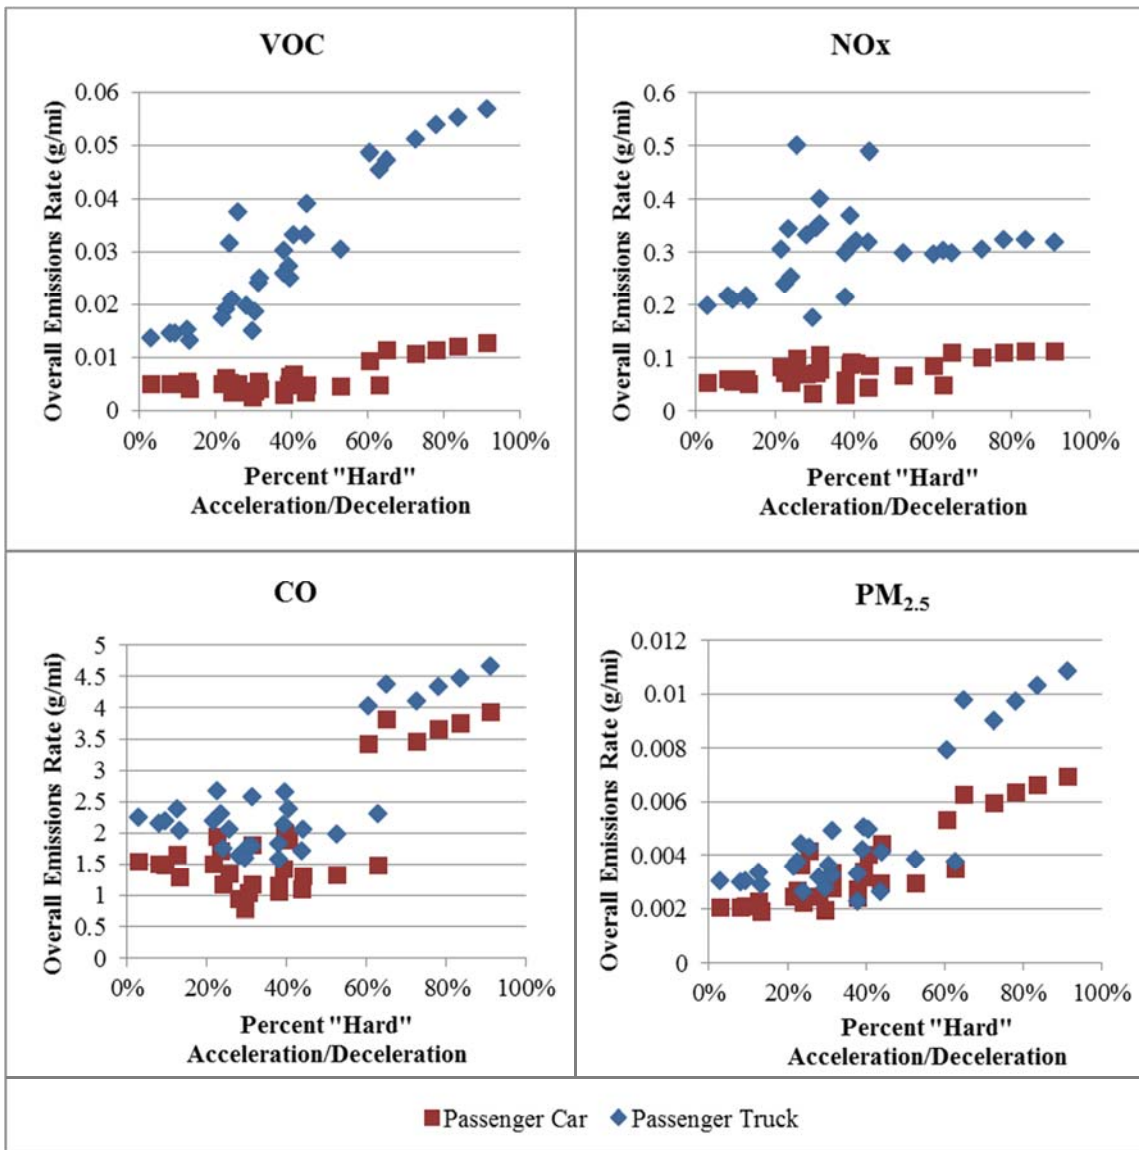 VOC
Overall Emissions Rate (g/mi)
0.06
0.05
0.04
0.03
0.02
0.01
0
0% 20% 40% 60% 80% 100%
Percent "Hard"
Acceleration/Deceleration
NOx
Overall Emissions Rate (g/mi)
0.6
0.5
0.4
0.3
0.2
0.1
0
0% 20% 40% 60% 80% 100%
Percent "Hard"
Accleration/Deceleration
CO
Overall Emissions Rate (g/mi)
5
4.5
4
3.5
3
2.5
2
1.5
1
0.5
0
0% 20% 40% 60% 80% 100%
Percent "Hard"
Acceleration/Deceleration
PM2.5
Overall Emissions Rate (g/mi)
0.012
0.01
0.008
0.006
0.004
0.002
0
0% 20% 40% 60% 80% 100%
Percent "Hard"
Acceleration/Deceleration
Passenger Car Passenger Truck